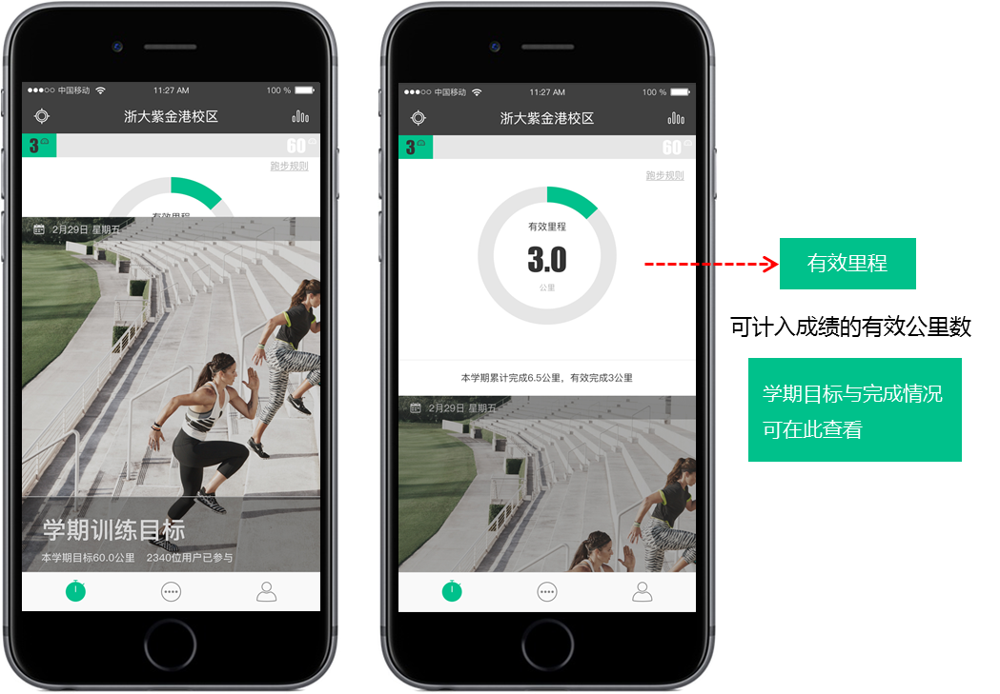 中国移动
11:27 AM
100 %
浙大紫金港校区
3
60
跑步规则
有效里程
2月29日 星期五
学期训练目标
本学期目标60.0公里 2340位用户已参与
中国移动
11:27 AM
100 %
浙大紫金港校区
3
60
跑步规则
有效里程
3.0
公里
本学期累计完成6.5公里，有效完成3公里
2月29日 星期五
有效里程
可计入成绩的有效公里数
学期目标与完成情况
可在此查看